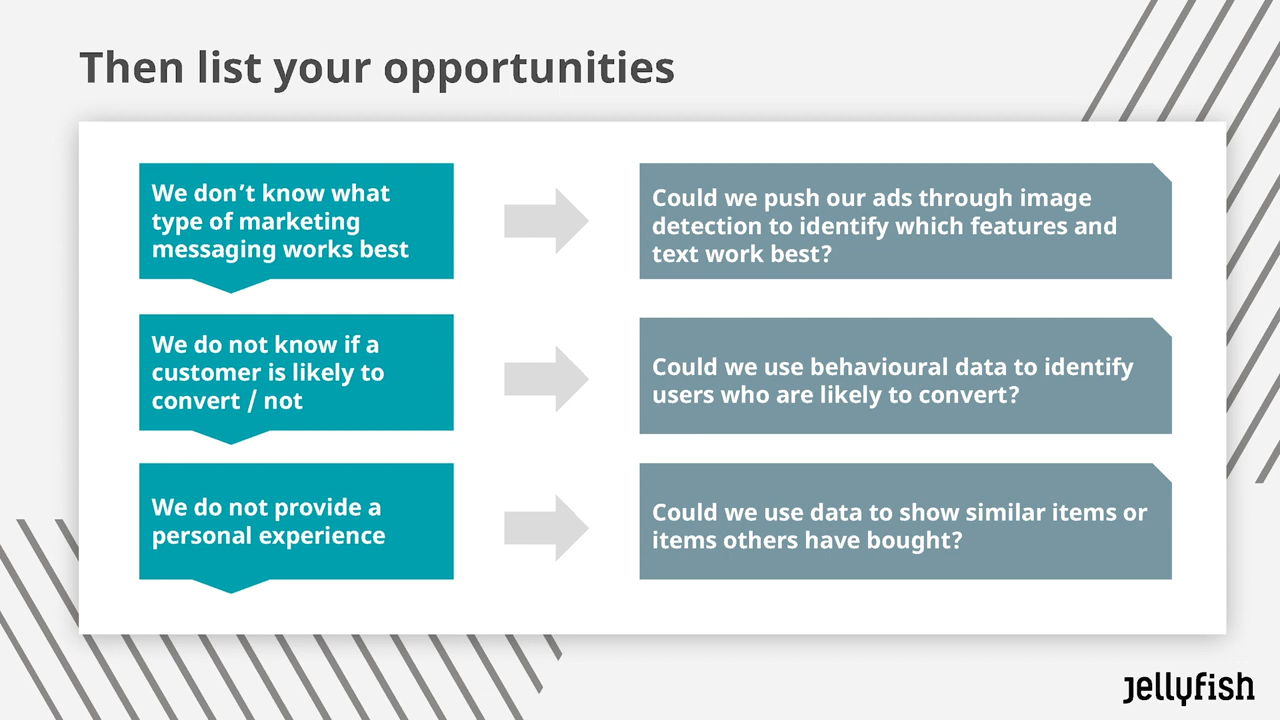 Then list your opportunities
We don’t know what
type of marketing
messaging works best
Could we push our ads through image
detection to identify which features and
text work best?
We do not know if a
customer is likely to
convert / not
Could we use behavioural data to identify
users who are likely to convert?
We do not provide a
personal experience
Could we use data to show similar items or
items others have bought?
jellyfish